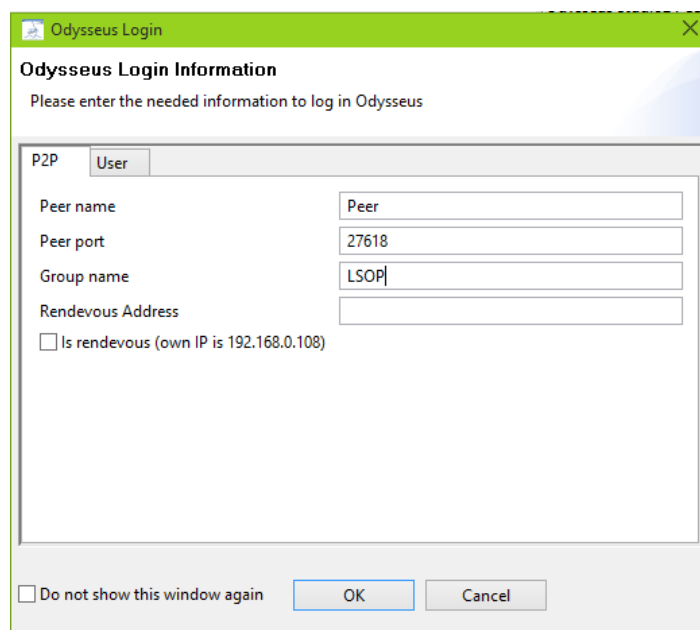 Odysseus Login
Odysseus Login Information
Please enter the needed information to log in Odysseus
P2P User
Peer name Peer
Peer port 27618
Group name LSOP
Rendevous Address
Is rendevous (own IP is 192.168.0.108)
Do not show this window again OK Cancel